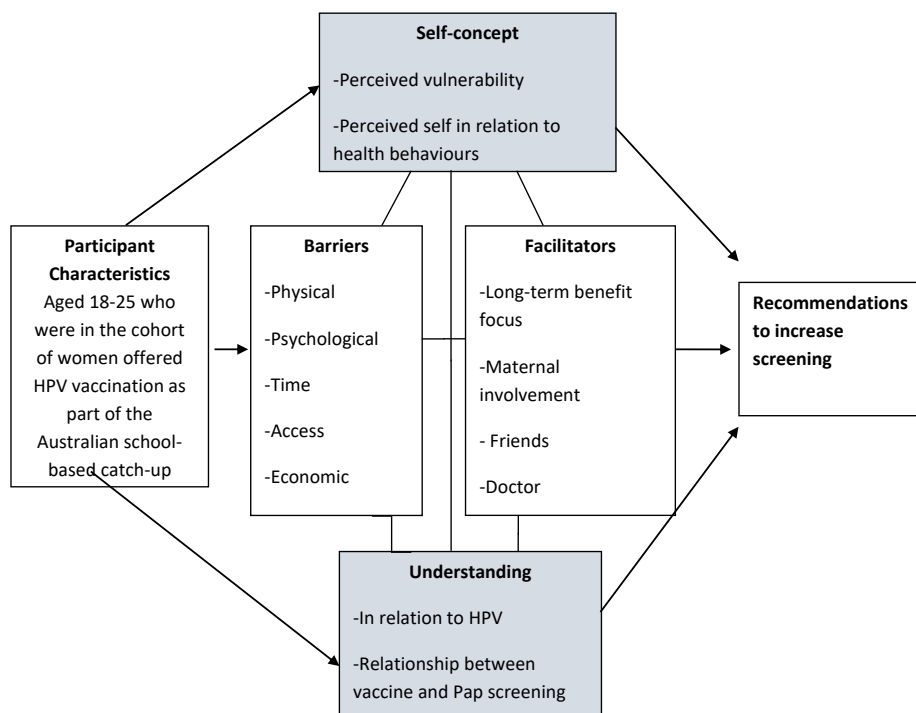 Self-concept
-Perceived vulnerability
-Perceived self in relation to
health behaviours
Participant
Characteristics
Aged 18-25 who
were in the cohort
of women offered
HPV vaccination as
part of the
Australian school-
based catch-up
Barriers
-Physical
-Psychological
-Time
-Access
-Economic
Facilitators
-Long-term benefit
focus
-Maternal
involvement
- Friends
-Doctor
Recommendations
to increase
screening
Understanding
-In relation to HPV
-Relationship between
vaccine and Pap screening